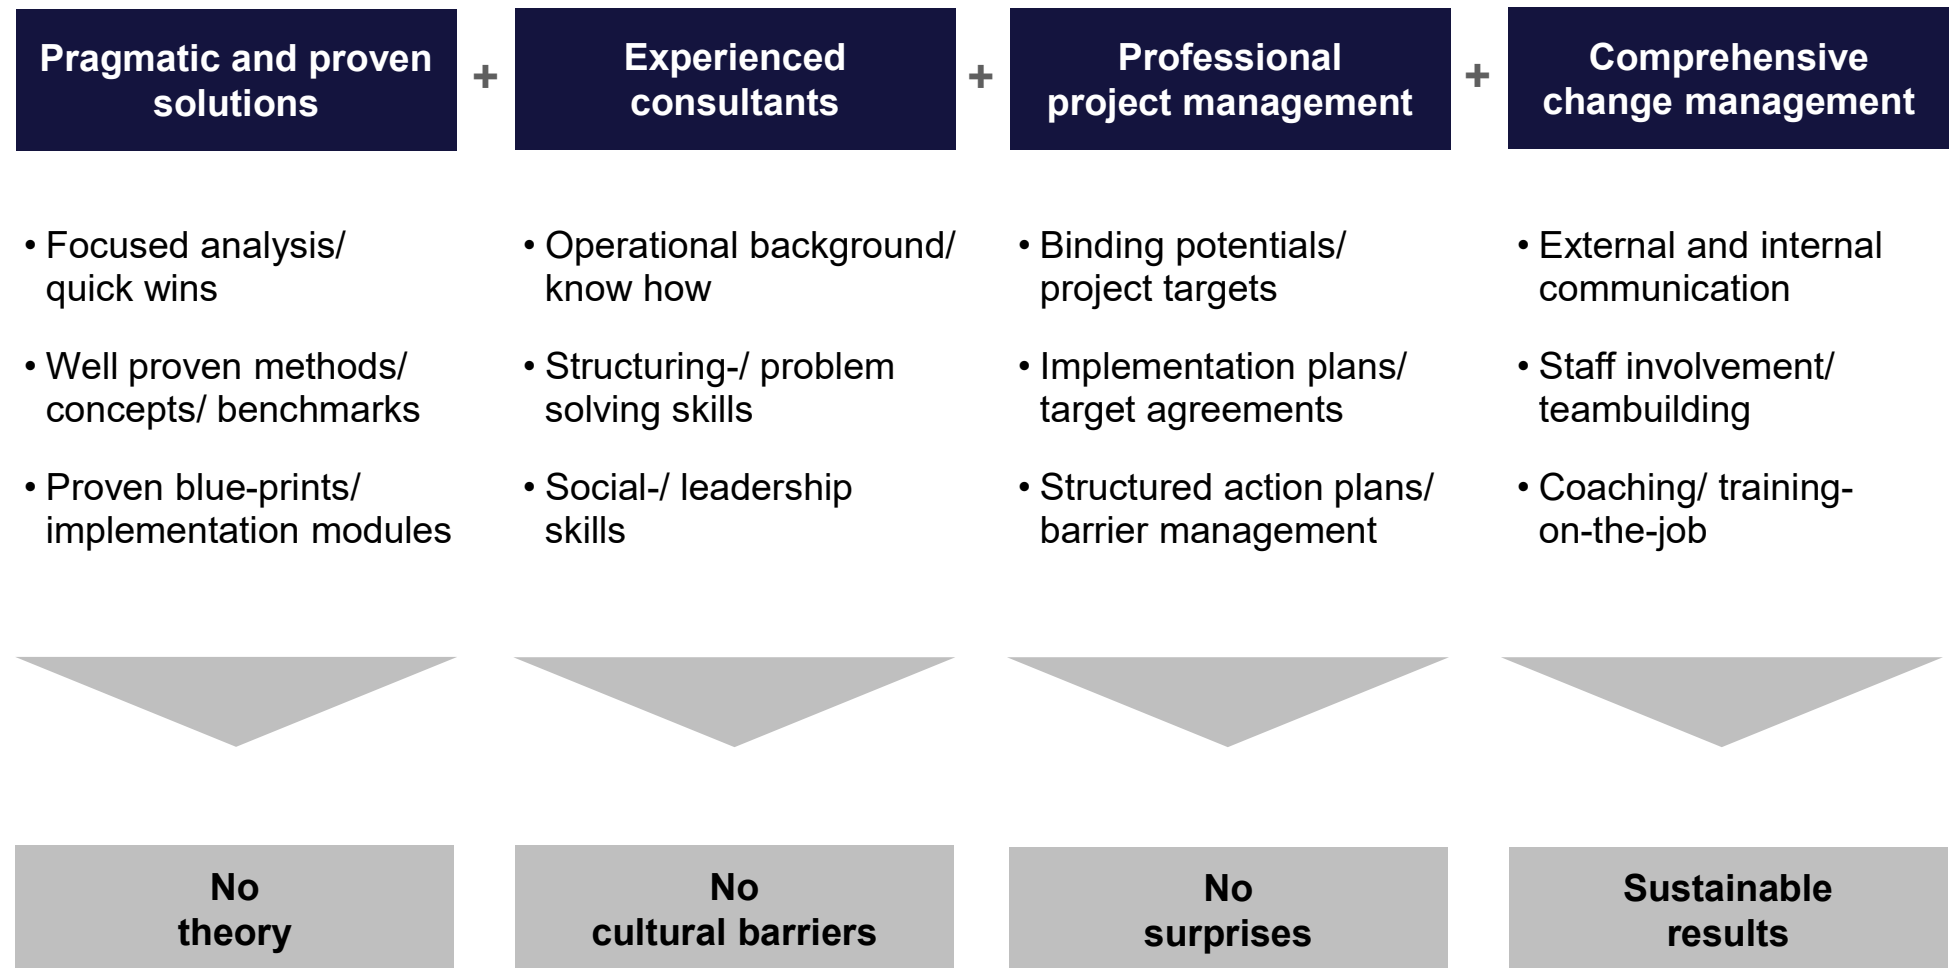 Pragmatic and proven
solutions
+
Experienced
consultants
+
Professional
project management
+
Comprehensive
change management
• Focused analysis/
quick wins
• Well proven methods/
concepts/ benchmarks
• Proven blue-prints/
implementation modules
• Operational background/
know how
• Structuring-/ problem
solving skills
• Social-/ leadership
skills
• Binding potentials/
project targets
• Implementation plans/
target agreements
• Structured action plans/
barrier management
• External and internal
communication
• Staff involvement/
teambuilding
• Coaching/ training-
on-the-job
No
theory
No
cultural barriers
No
surprises
Sustainable
results